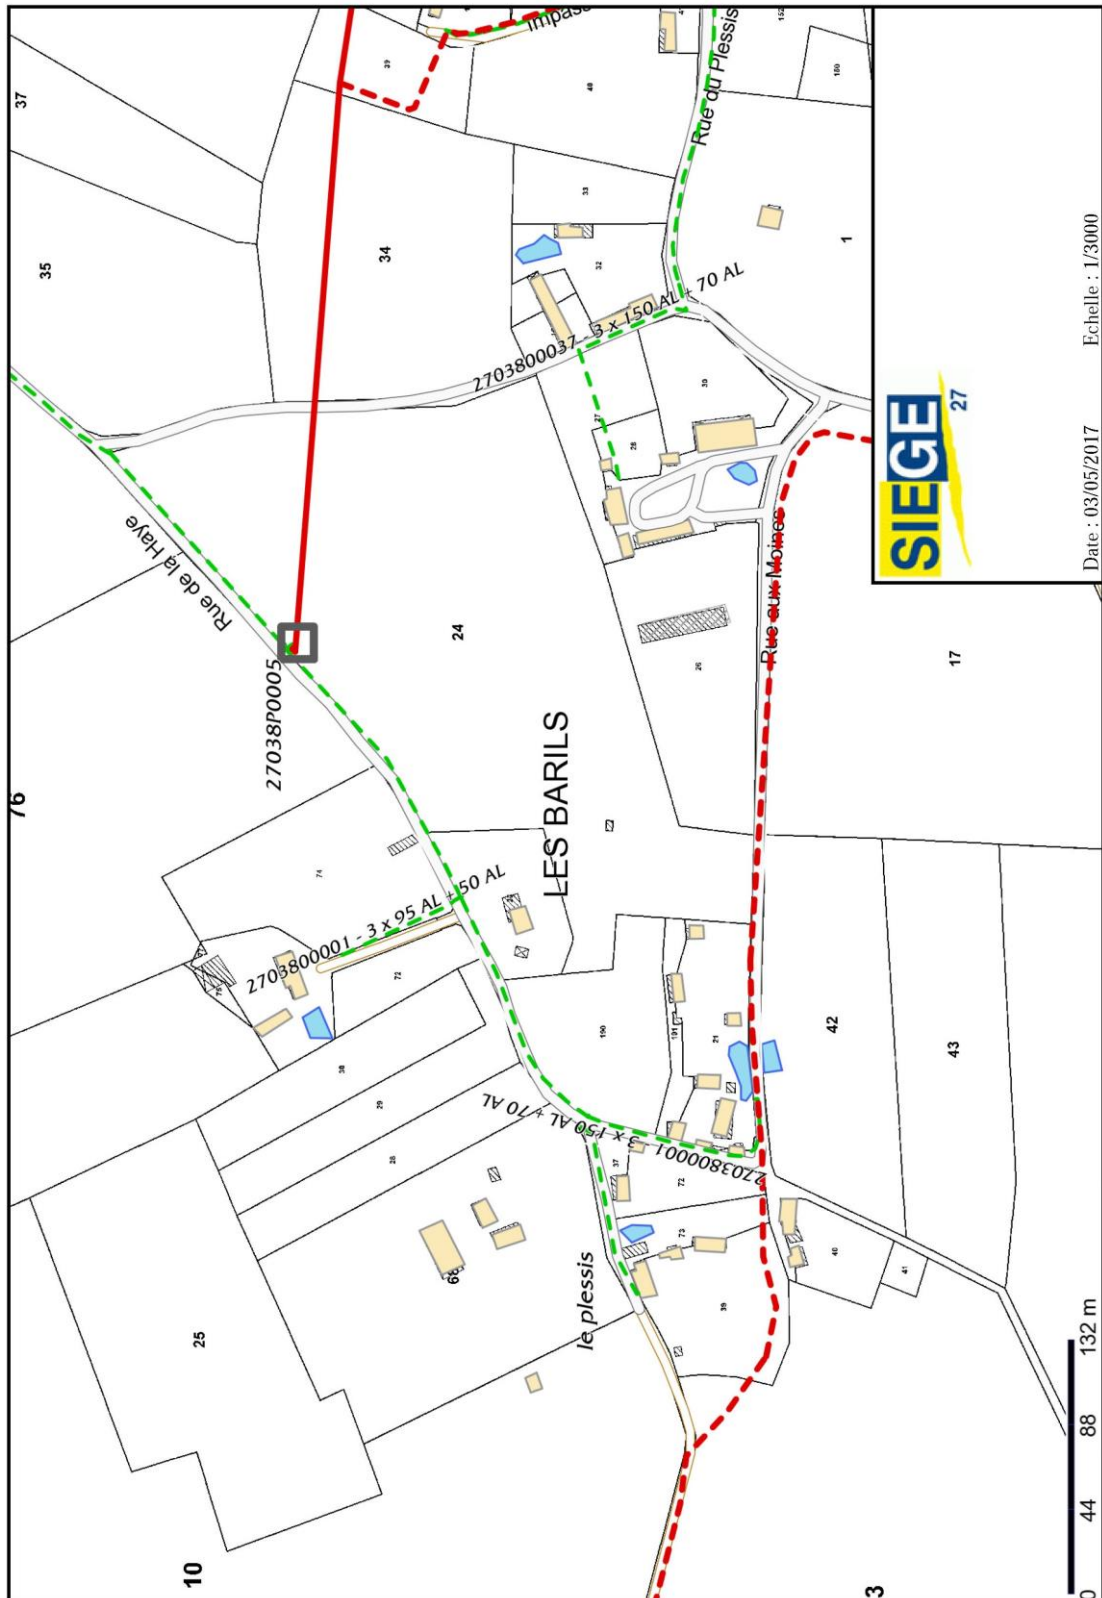 37
35
39
impass
48
Rue du Plessis
152
150
34
33
32
1
2703800037 - 3 x 150 AL + 70 AL
Rue de la Haye
27
28
30
27038P0005
24
26
Rue aux Moines
17
76
LES BARILS
74
2703800001 - 3 x 95 AL + 50 AL
75
72
38
29
28
190
191
21
42
43
2703800001 - 3 x 150 AL + 70 AL
37
72
73
le plessis
68
25
39
40
41
10
3
SIEGE
27
Date : 03/05/2017
Echelle : 1/3000
0 44 88 132 m